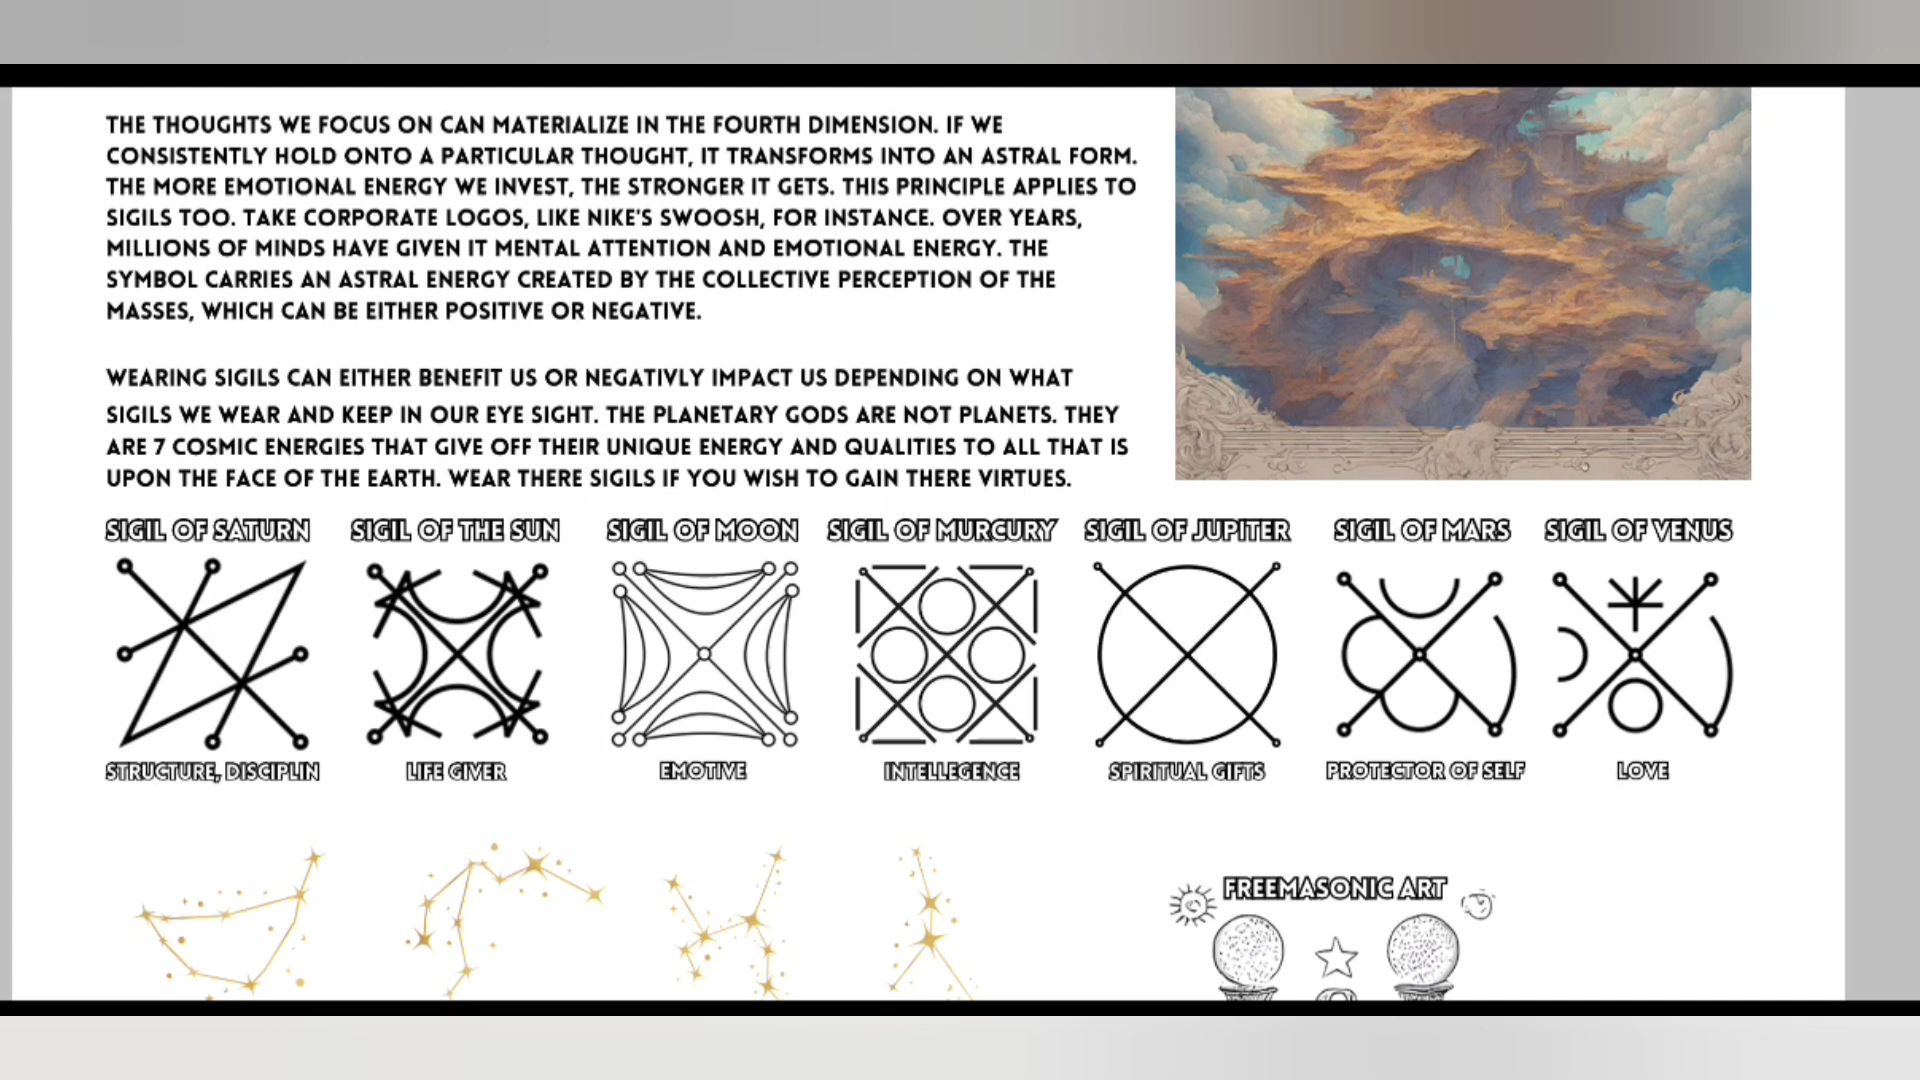 THE THOUGHTS WE FOCUS ON CAN MATERIALIZE IN THE FOURTH DIMENSION. IF WE
CONSISTENTLY HOLD ONTO A PARTICULAR THOUGHT, IT TRANSFORMS INTO AN ASTRAL FORM.
THE MORE EMOTIONAL ENERGY WE INVEST, THE STRONGER IT GETS. THIS PRINCIPLE APPLIES TO
SIGILS TOO. TAKE CORPORATE LOGOS, LIKE NIKE'S SWOOSH, FOR INSTANCE. OVER YEARS,
MILLIONS OF MINDS HAVE GIVEN IT MENTAL ATTENTION AND EMOTIONAL ENERGY. THE
SYMBOL CARRIES AN ASTRAL ENERGY CREATED BY THE COLLECTIVE PERCEPTION OF THE
MASSES, WHICH CAN BE EITHER POSITIVE OR NEGATIVE.
WEARING SIGILS CAN EITHER BENEFIT US OR NEGATIVLY IMPACT US DEPENDING ON WHAT
SIGILS WE WEAR AND KEEP IN OUR EYE SIGHT. THE PLANETARY GODS ARE NOT PLANETS. THEY
ARE 7 COSMIC ENERGIES THAT GIVE OFF THEIR UNIQUE ENERGY AND QUALITIES TO ALL THAT IS
UPON THE FACE OF THE EARTH. WEAR THERE SIGILS IF YOU WISH TO GAIN THERE VIRTUES.
SIGIL OF SATURN SIGIL OF THE SUN SIGIL OF MOON SIGIL OF MURCURY SIGIL OF JUPITER SIGIL OF MARS SIGIL OF VENUS
STRUCTURE, DISCIPLIN LIFE GIVER EMOTIVE INTELLEGENCE SPIRITUAL GIFTS PROTECTOR OF SELF LOVE
FREEMASONIC ART